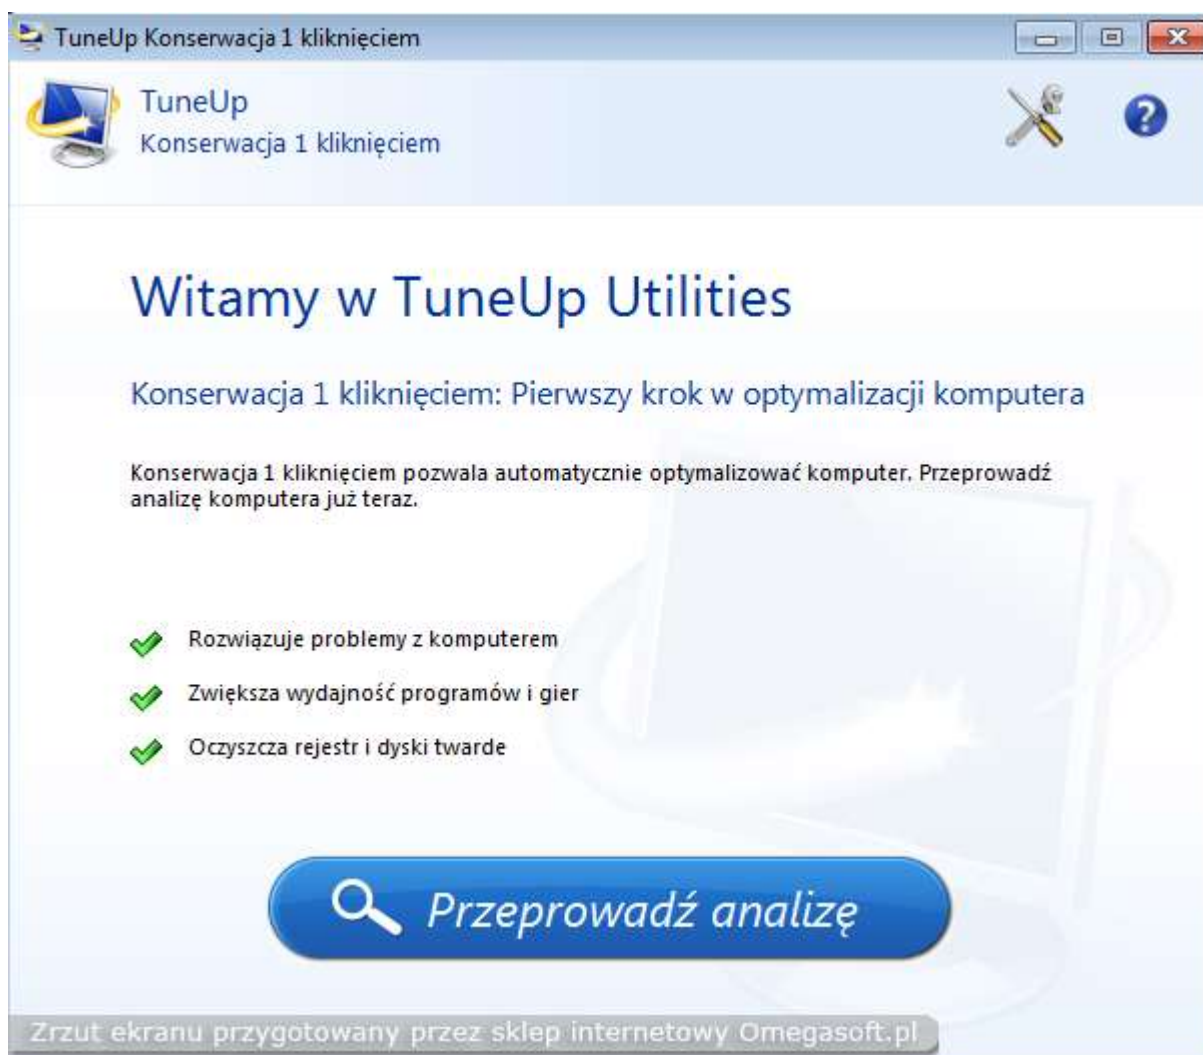 TuneUp Konserwacja 1 kliknięciem
TuneUp
Konserwacja 1 kliknięciem
Witamy w TuneUp Utilities
Konserwacja 1 kliknięciem: Pierwszy krok w optymalizacji komputera
Konserwacja 1 kliknięciem pozwala automatycznie optymalizować komputer. Przeprowadź
analizę komputera już teraz.
Rozwiązuje problemy z komputerem
Zwiększa wydajność programów i gier
Oczyszcza rejestr i dyski twarde
Przeprowadź analizę
Zrzut ekranu przygotowany przez sklep internetowy Omegasoft.pl